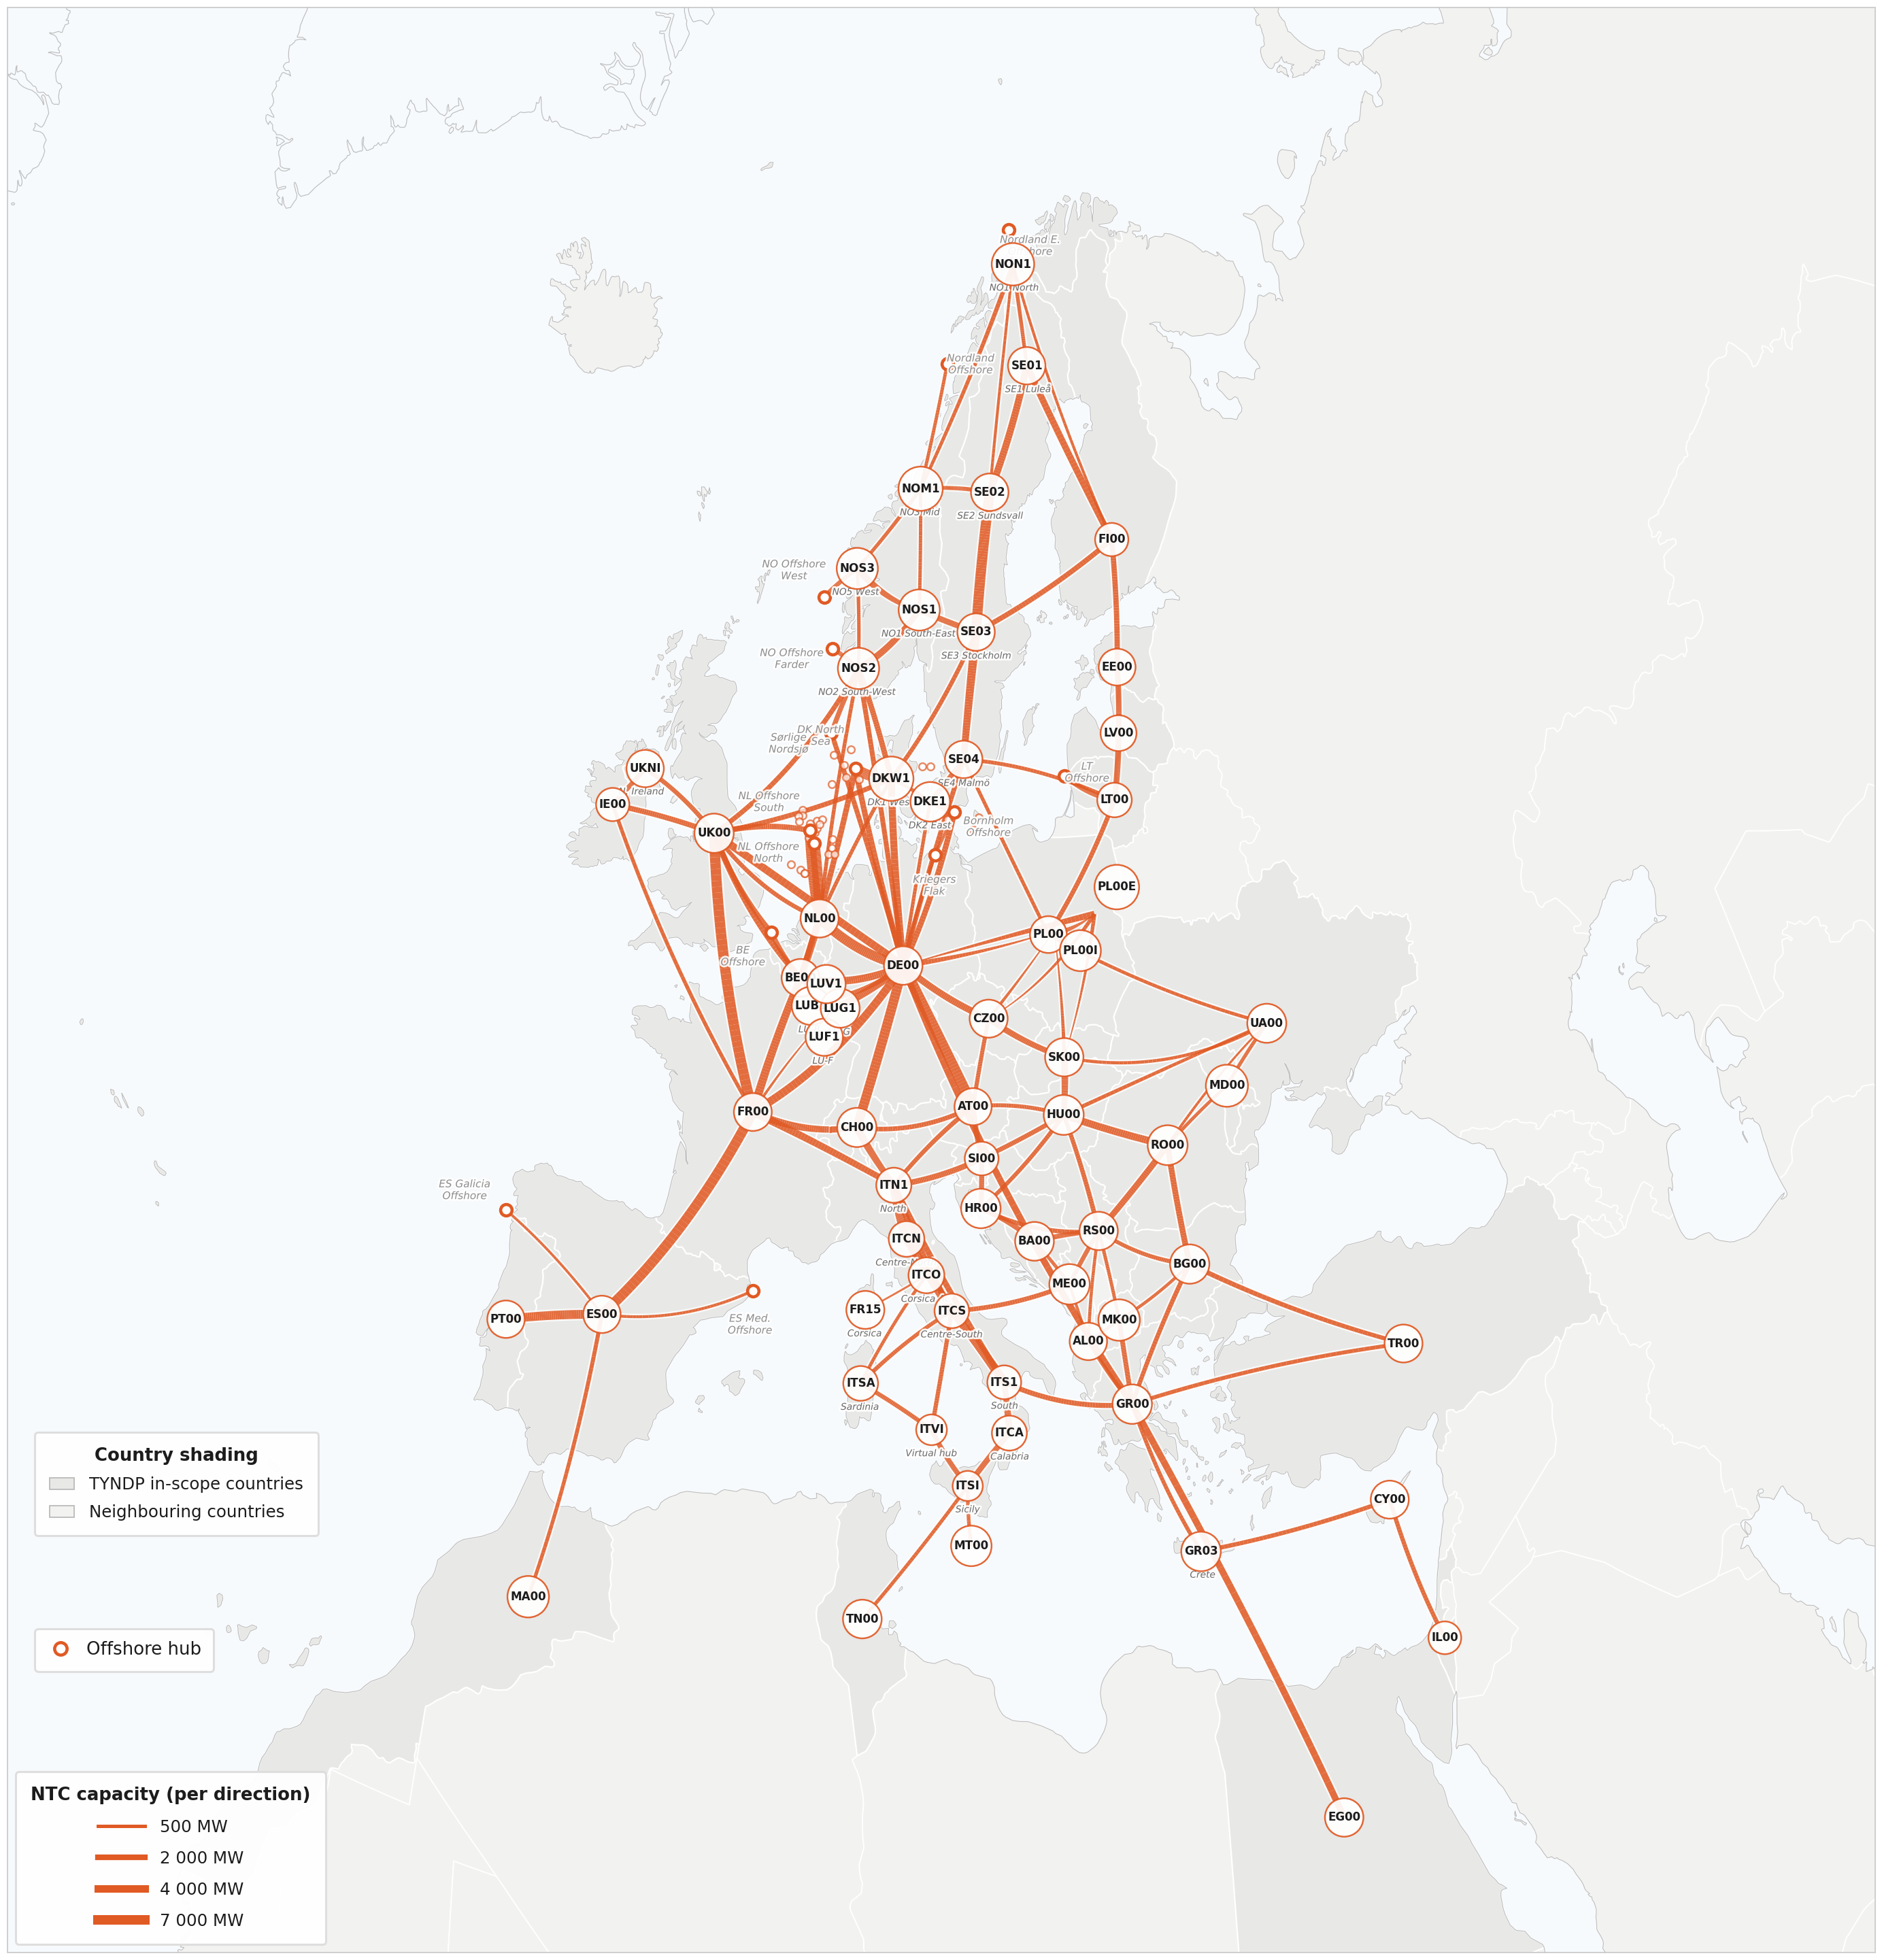 Nordland E.
NON1
NO1 North
Nordland
Offshore
SE01
SE1 Luleå
NOM1
NO3 Mid
SE02
SE2 Sundsvall
FI00
NO Offshore
West
NOS3
NO5 West
NOS1
NO1 South-East
SE03
SE3 Stockholm
NO Offshore
Farder
NOS2
NO2 South-West
EE00
LV00
DK North
Sea
Sørlige
Nordsjø
UKNI
Ireland
SE04
SE4 Malmö
DKW1
DK1 West
LT
Offshore
LT00
IE00
NL Offshore
South
DKE1
DK2 East
Bornholm
Offshore
UK00
NL Offshore
North
Kriegers
Flak
PL00E
NL00
PL00
PL00I
BE
Offshore
DE00
BE0
LUV1
LUB
LUG1
LUF1
LU-F
CZ00
UA00
SK00
MD00
FR00
AT00
HU00
CH00
RO00
SI00
ITN1
North
ES Galicia
Offshore
HR00
ITCN
Centre-N
BA00
RS00
BG00
ITCO
Corsica
ME00
FR15
Corsica
ITCS
Centre-South
ES Med.
Offshore
PT00
ES00
MK00
AL00
TR00
ITSA
Sardinia
ITS1
South
GR00
ITVI
Virtual hub
ITCA
Calabria
ITSI
Sicily
CY00
MT00
GR03
Crete
MA00
TN00
IL00
EG00
Country shading
TYNDP in-scope countries
Neighbouring countries
Offshore hub
NTC capacity (per direction)
500 MW
2 000 MW
4 000 MW
7 000 MW